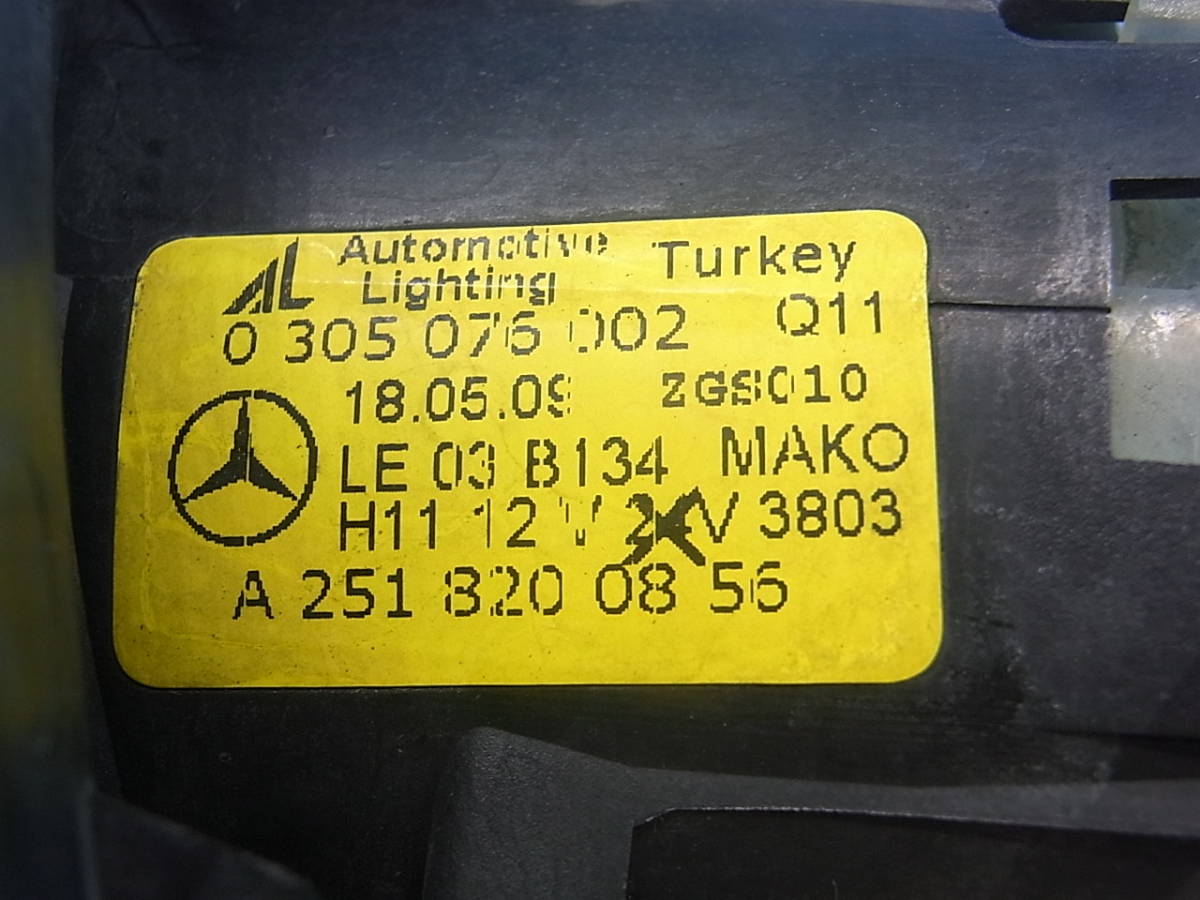 AL Automotive Lighting Turkey
0 305 076 002 Q11
18.05.09 ZGS010
LE 03 B134 MAKO
H11 12 V 24V 3803
A 251 820 08 56